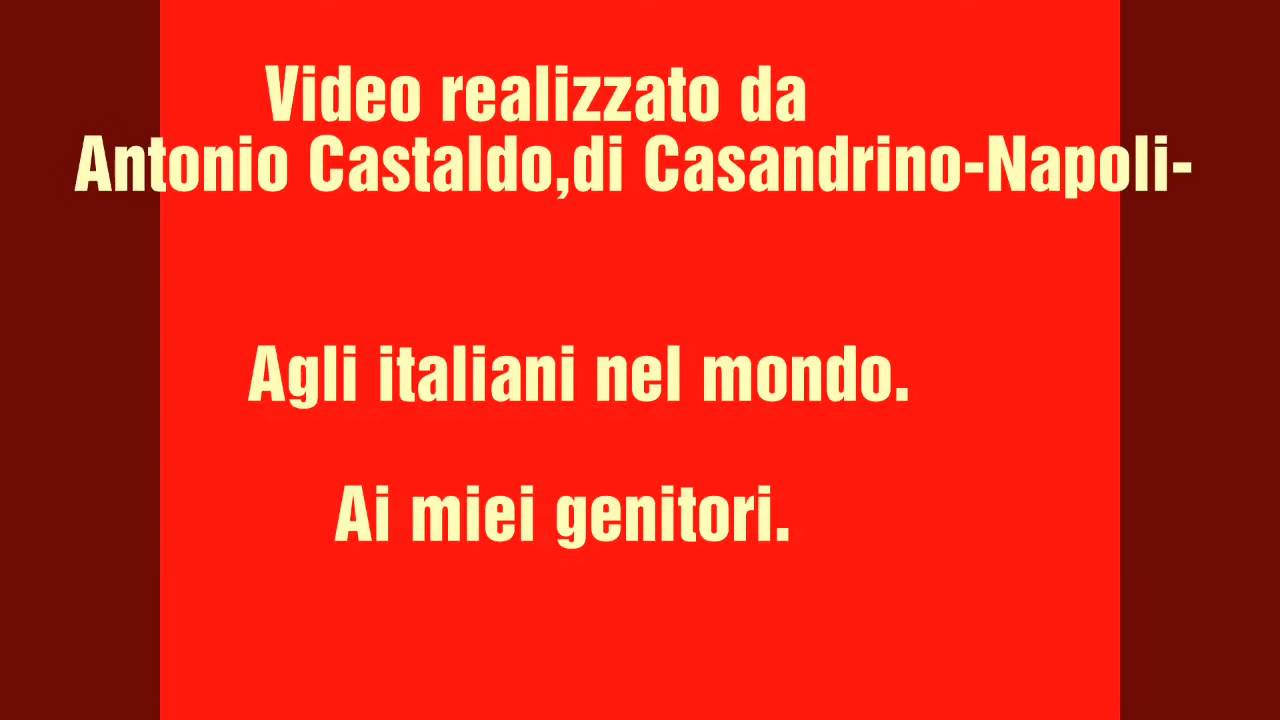 Video realizzato da
Antonio Castaldo,di Casandrino-Napoli-
Agli italiani nel mondo.
Ai miei genitori.